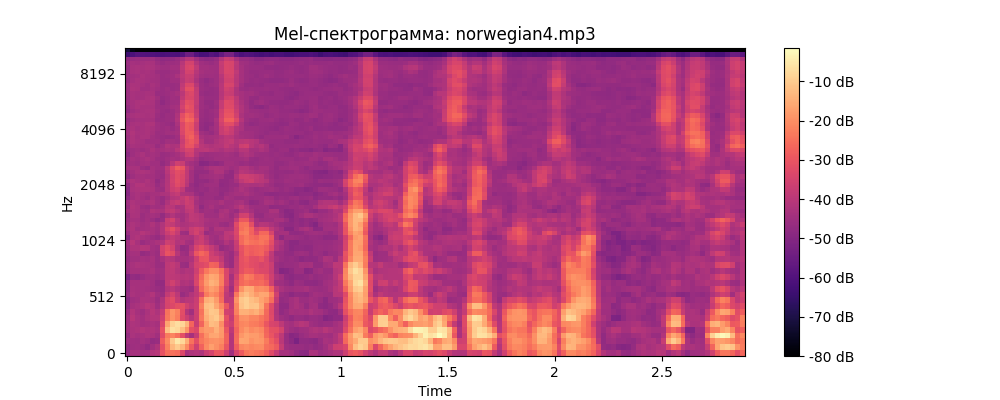 Mel-спектрограмма: norwegian4.mp3
8192
4096
2048
1024
512
0
Hz
0
0.5
1
1.5
2
2.5
Time
-10 dB
-20 dB
-30 dB
-40 dB
-50 dB
-60 dB
-70 dB
-80 dB